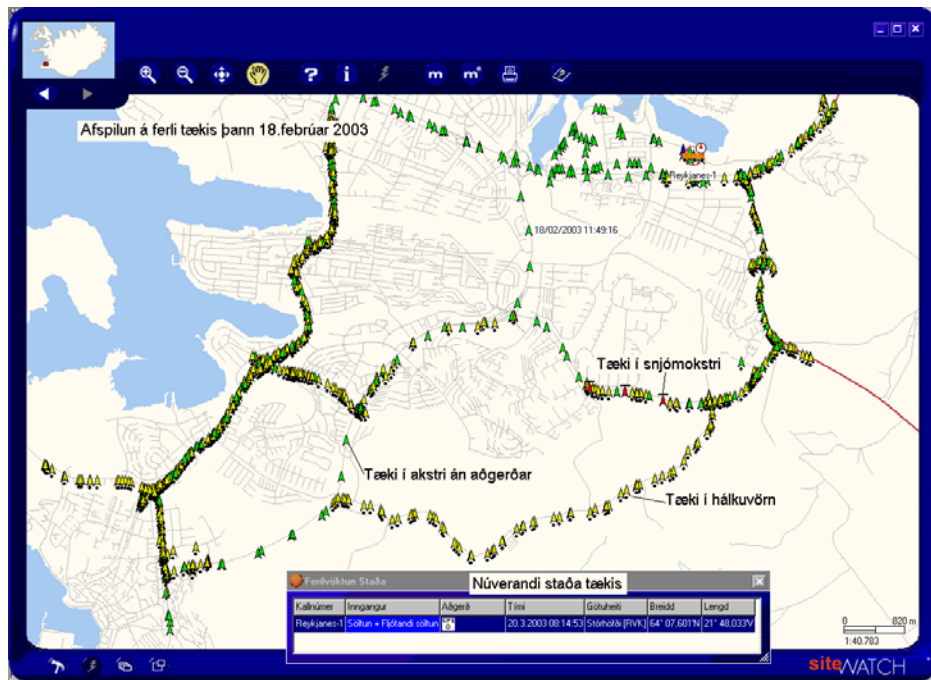 Afspilun á ferli tækis þann 18.febrúar 2003
Reykjanes-1
18/02/2003 11:49:16
Tæki í snjómokstri
Tæki í akstri án aðgerðar
Tæki í hálkuvörn
Ferilvöktun Staða
Núverandi staða tækis
Kallnúmer Inngangur Aðgerð Tími Götuheiti Breidd Lengd
Reykjanes-1 Söltun + Fljótandi söltun GPS 0 20.3.2003 08:14:53 Stórhöfði [RVK] 64° 07,601'N 21° 48,033'V
0 820 m
1:40.783
siteWATCH